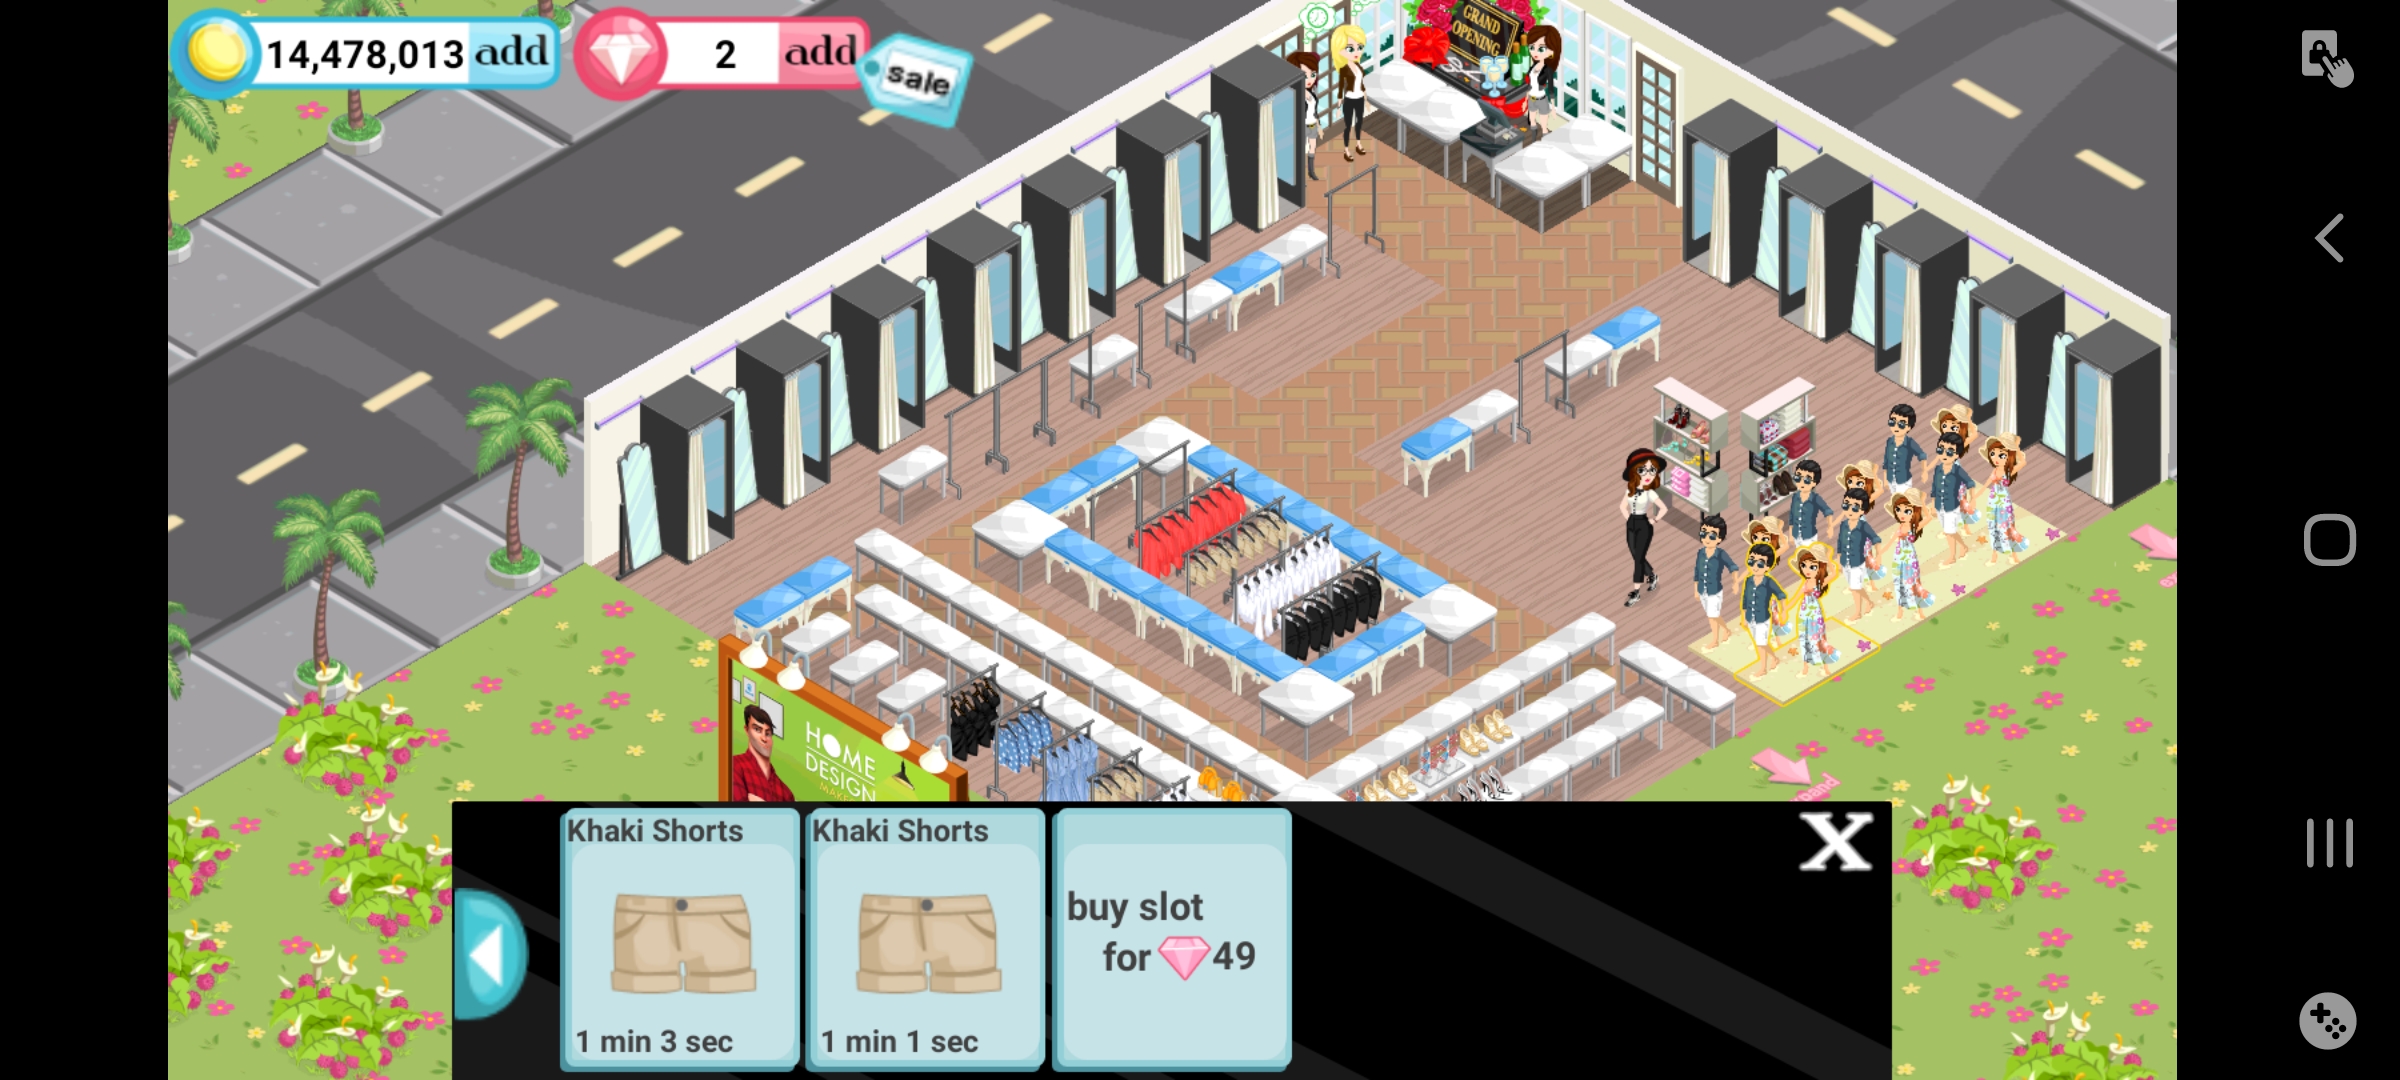 14,478,013 add
2 add
sale
GRAND
OPENING
HOME
DESIGN
Khaki Shorts
1 min 3 sec
Khaki Shorts
1 min 1 sec
buy slot
for 49
X